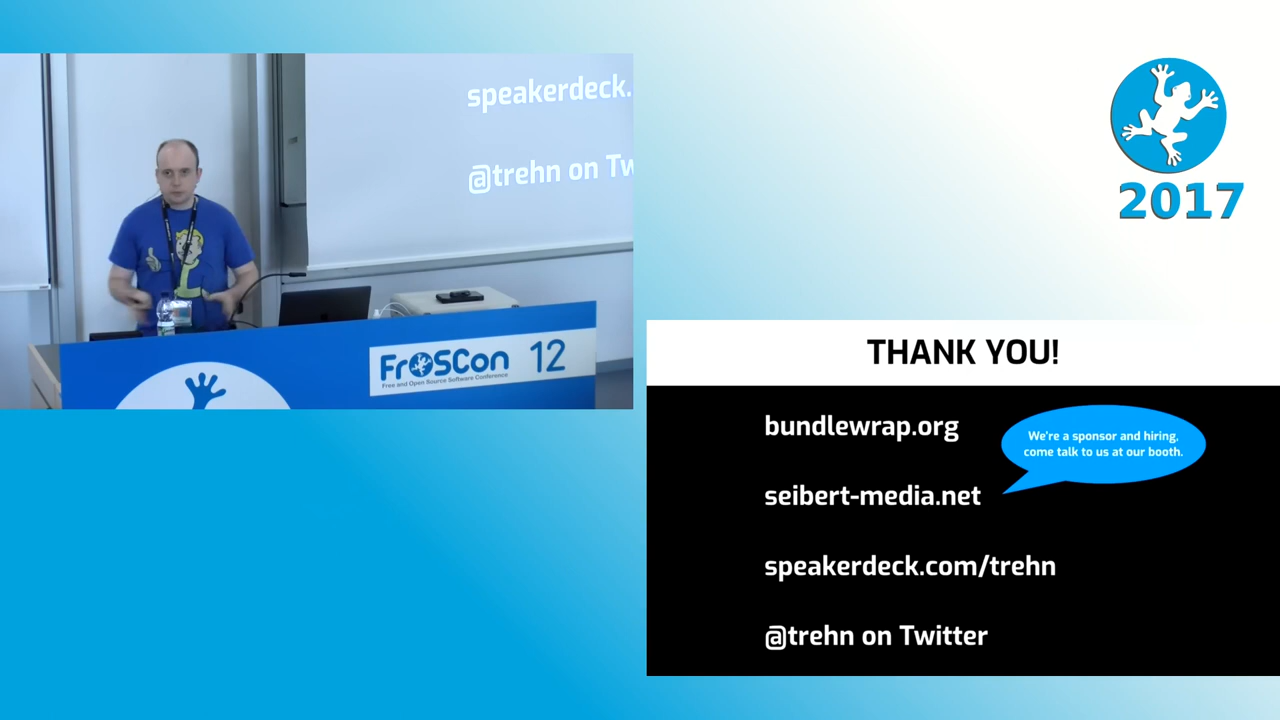 speakerdeck.
@trehn on Tw
FrOSCon 12
Free and Open Source Software Conference
2017
THANK YOU!
bundlewrap.org
We're a sponsor and hiring,
come talk to us at our booth.
seibert-media.net
speakerdeck.com/trehn
@trehn on Twitter